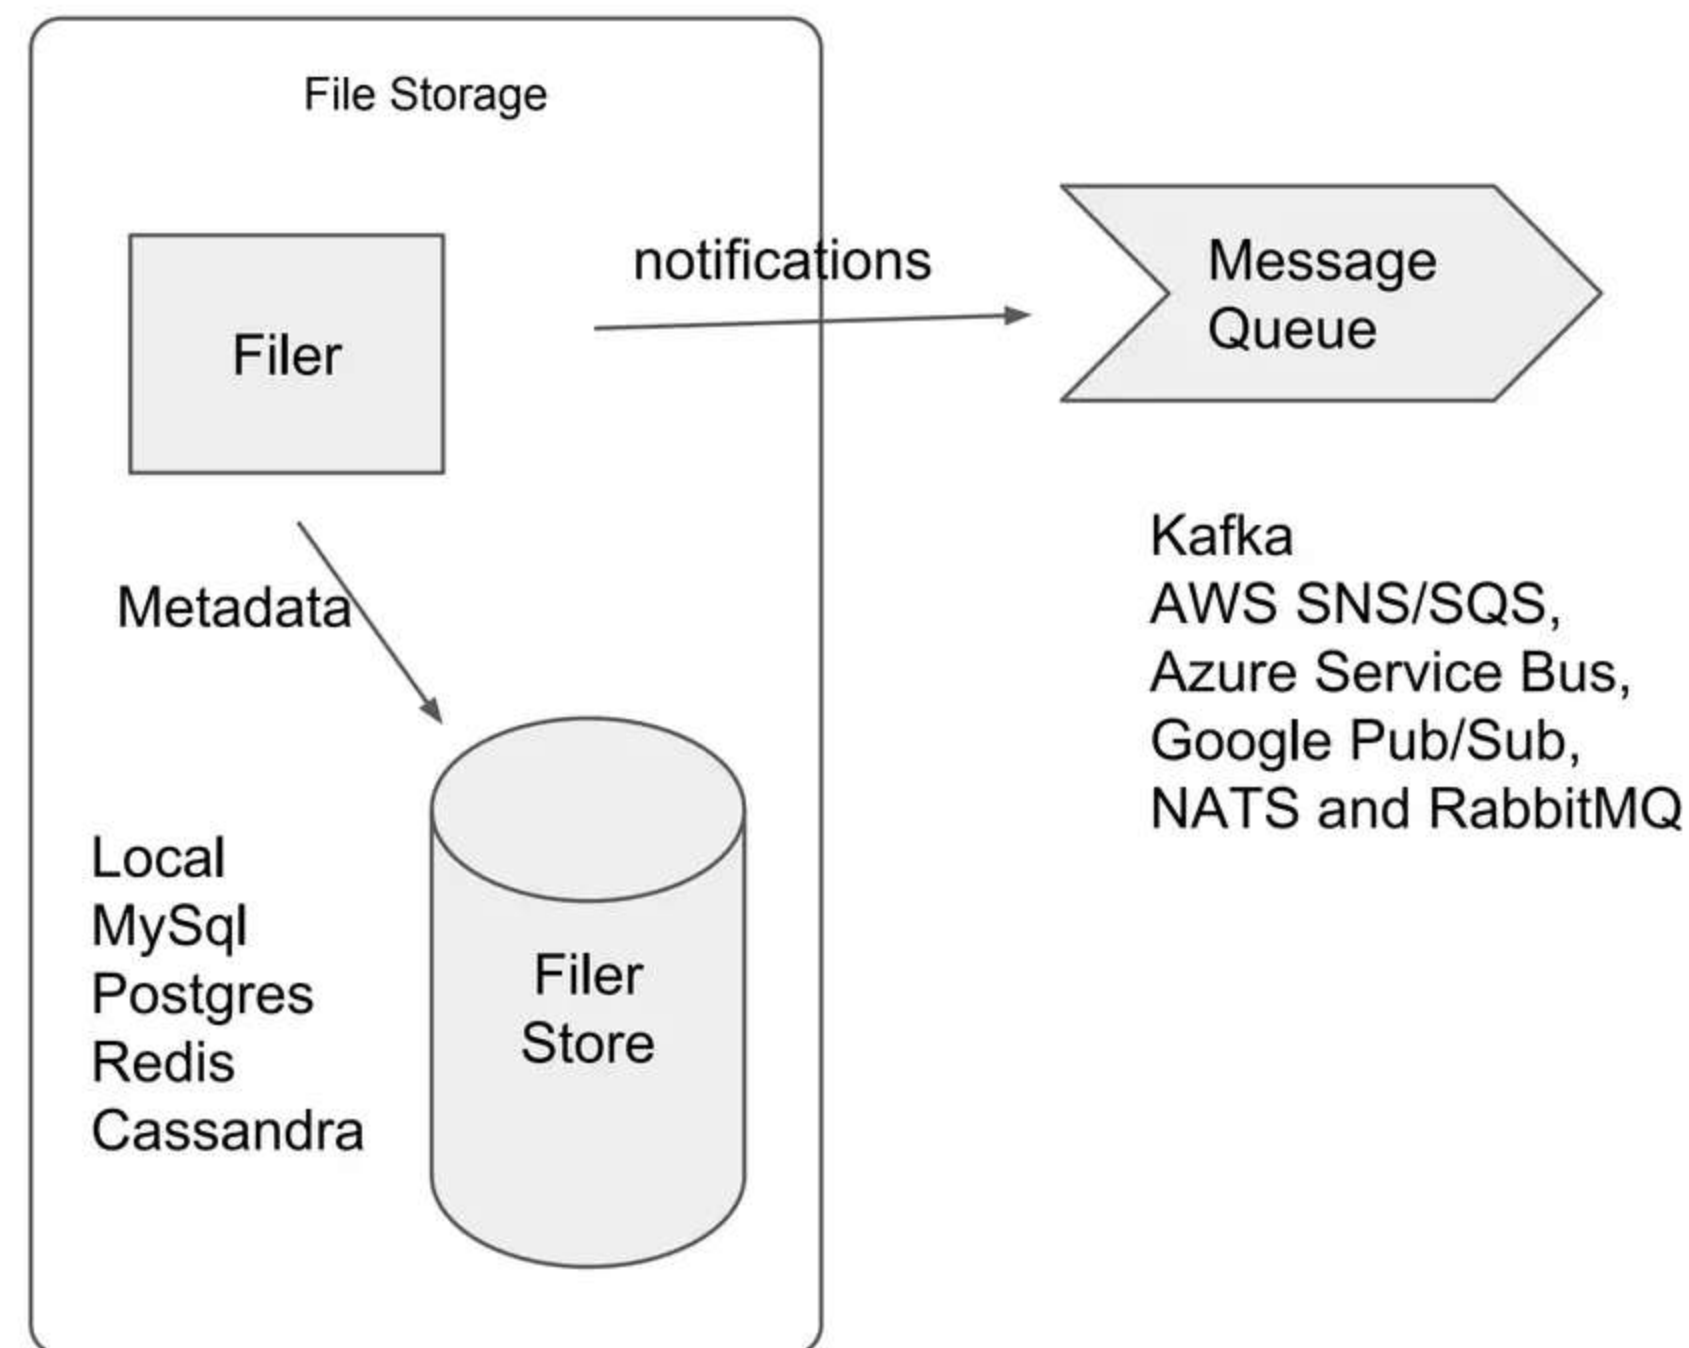 File Storage
Filer
notifications
Message
Queue
Metadata
Kafka
AWS SNS/SQS,
Azure Service Bus,
Google Pub/Sub,
NATS and RabbitMQ
Local
MySql
Postgres
Redis
Cassandra
Filer
Store